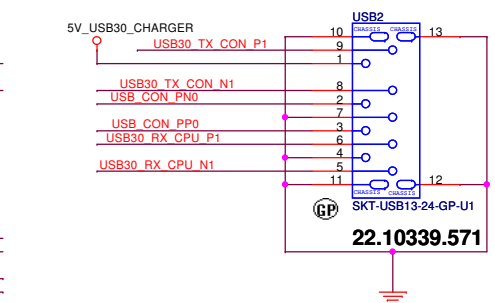 USB2
5V_USB30_CHARGER
10 CHASSIS CHASSIS 13
USB30_TX_CON_P1 9
1
USB30_TX_CON_N1 8
USB_CON_PN0 2
7
USB_CON_PP0 3
USB30_RX_CPU_P1 6
4
USB30_RX_CPU_N1 5
11 CHASSIS CHASSIS 12
GP SKT-USB13-24-GP-U1
22.10339.571